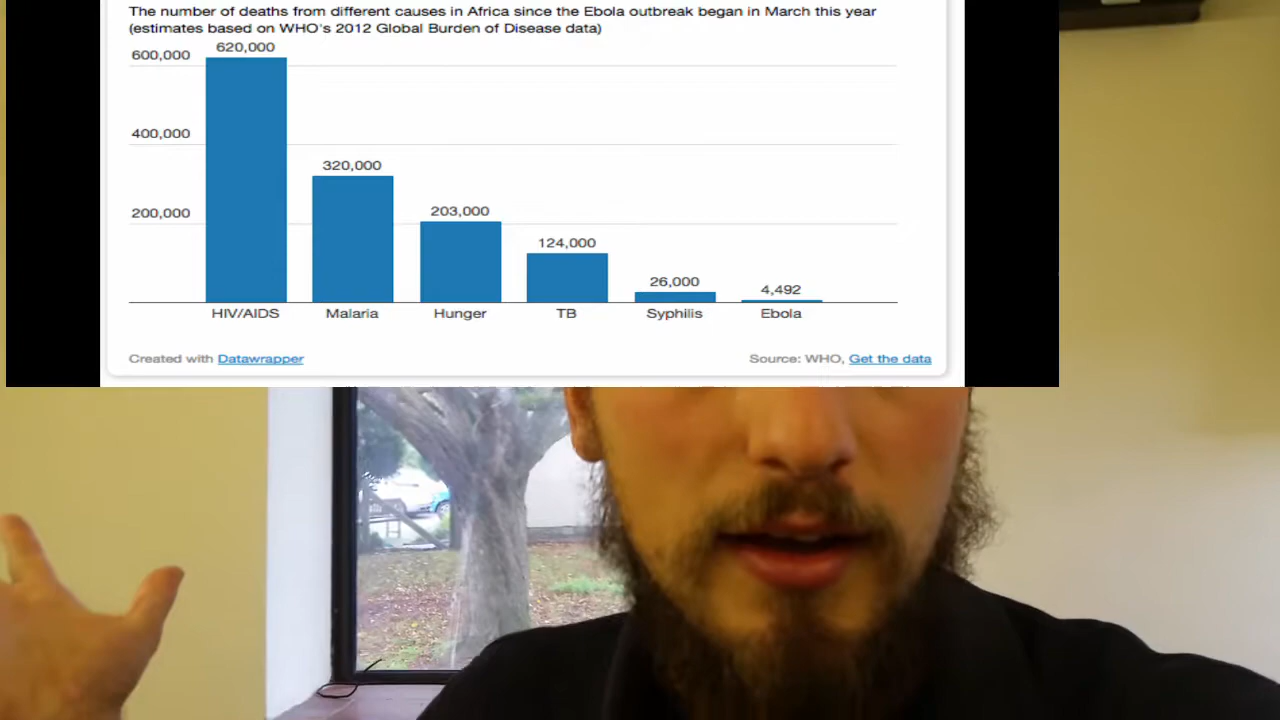 The number of deaths from different causes in Africa since the Ebola outbreak began in March this year
(estimates based on WHO's 2012 Global Burden of Disease data)
620,000
600,000
400,000
320,000
200,000
203,000
124,000
26,000
4,492
HIV/AIDS Malaria Hunger TB Syphilis Ebola
Created with Datawrapper Source: WHO, Get the data